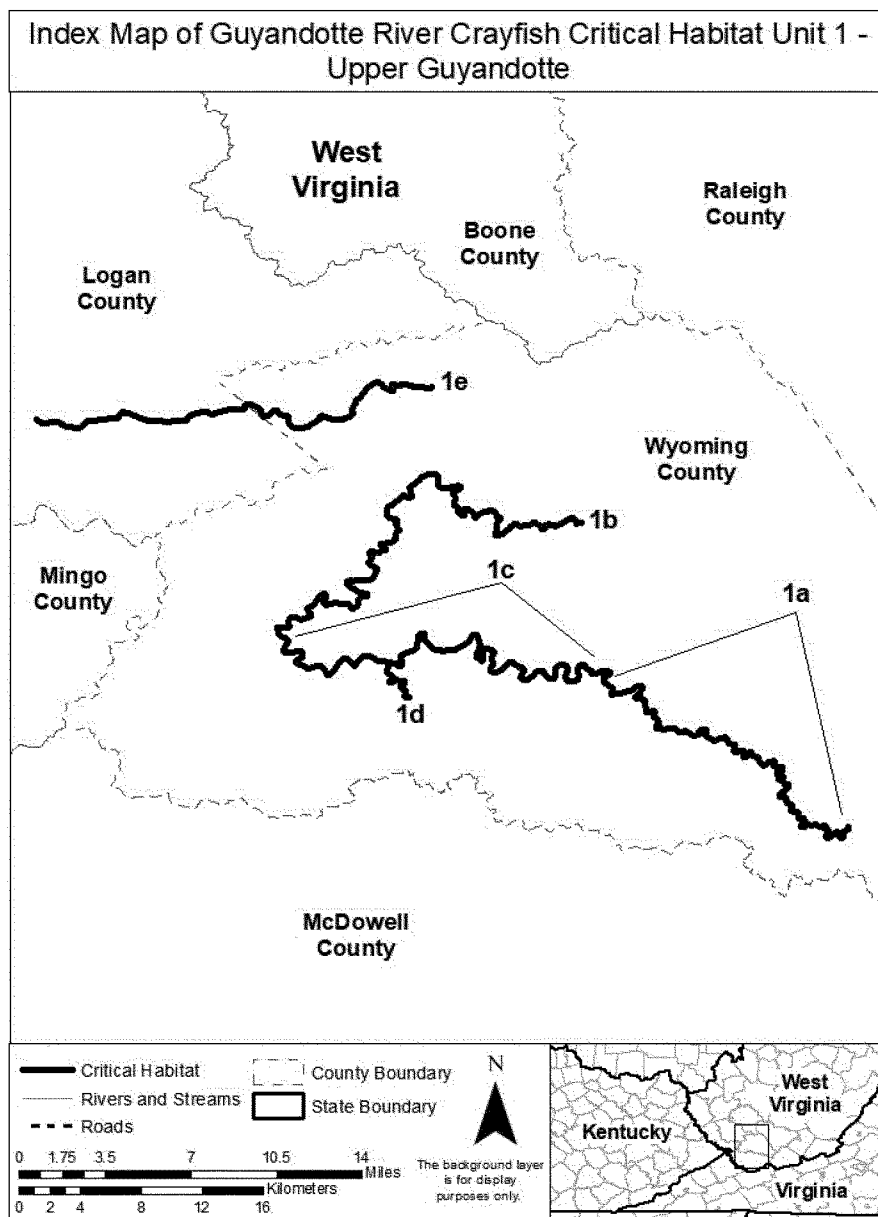 Index Map of Guyandotte River Crayfish Critical Habitat Unit 1 -
Upper Guyandotte
West
Virginia
Raleigh
County
Boone
County
Logan
County
1e
Wyoming
County
1b
Mingo
County
1c
1a
1d
McDowell
County
Critical Habitat
Rivers and Streams
Roads
County Boundary
State Boundary
0 1.75 3.5 7 10.5 14
Miles
Kilometers
0 2 4 8 12 16
N
The background layer
is for display
purposes only.
West
Virginia
Kentucky
Virginia